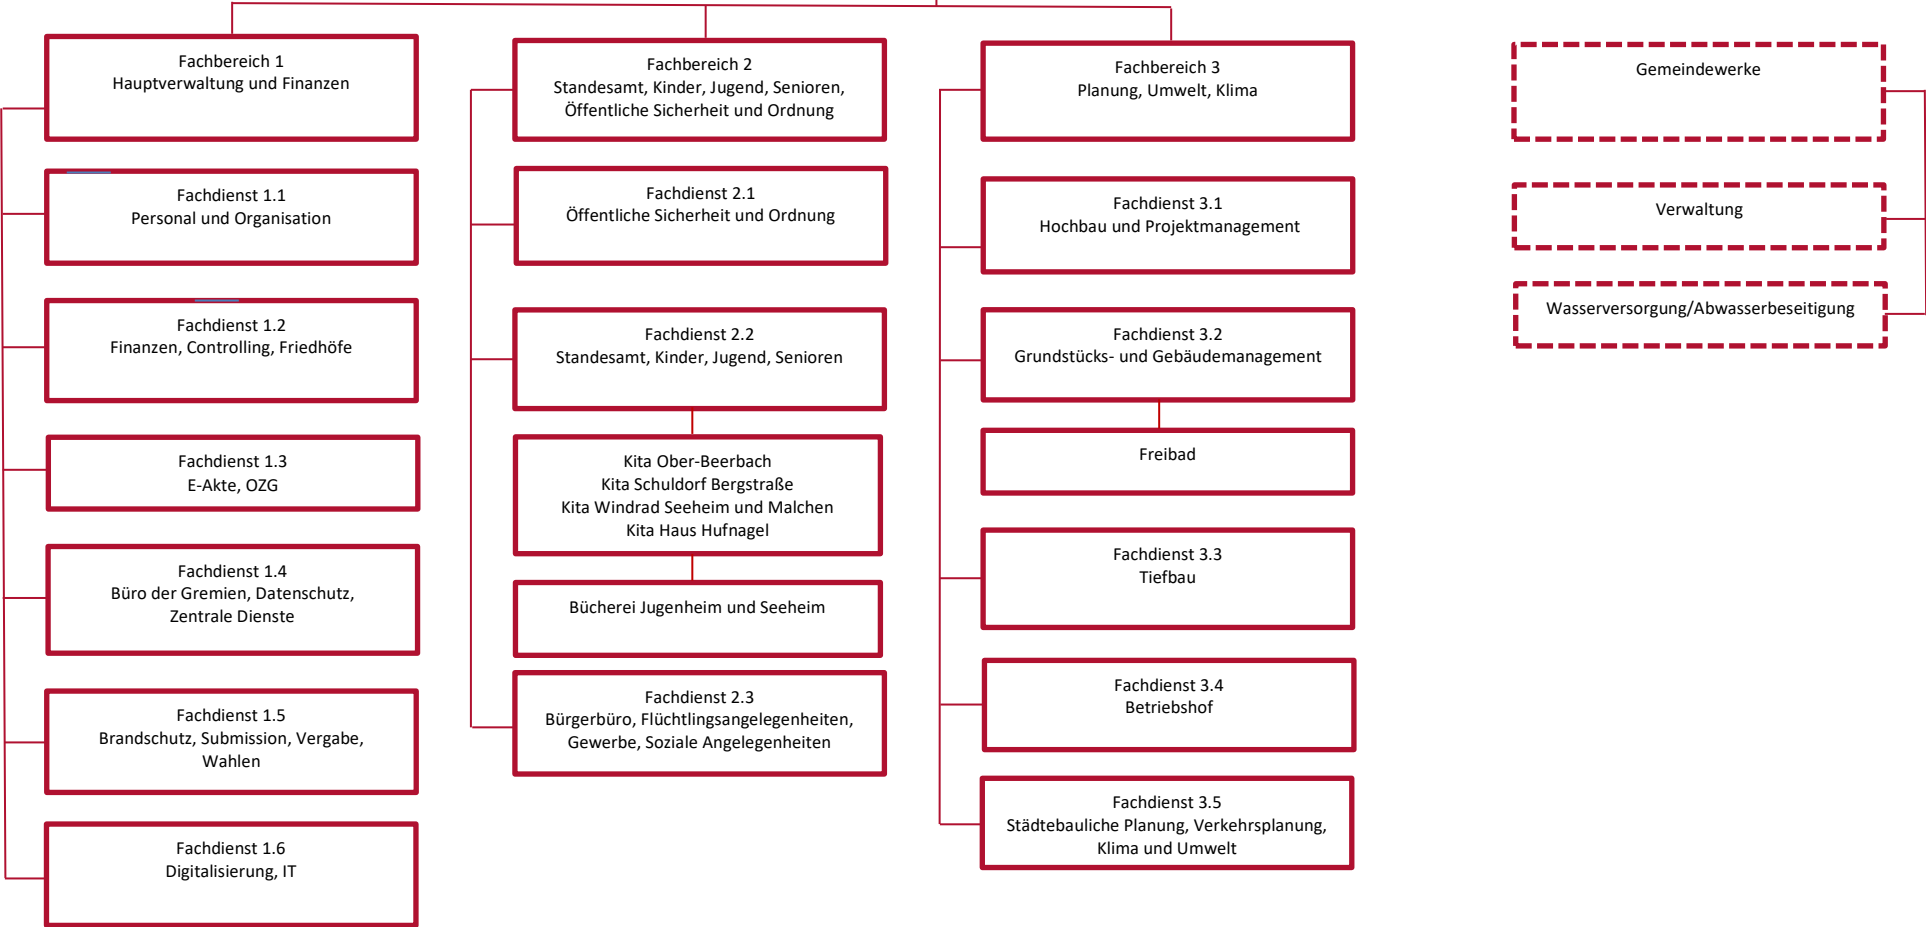 Fachbereich 1
Hauptverwaltung und Finanzen
Fachdienst 1.1
Personal und Organisation
Fachdienst 1.2
Finanzen, Controlling, Friedhöfe
Fachdienst 1.3
E-Akte, OZG
Fachdienst 1.4
Büro der Gremien, Datenschutz,
Zentrale Dienste
Fachdienst 1.5
Brandschutz, Submission, Vergabe,
Wahlen
Fachdienst 1.6
Digitalisierung, IT
Fachbereich 2
Standesamt, Kinder, Jugend, Senioren,
Öffentliche Sicherheit und Ordnung
Fachdienst 2.1
Öffentliche Sicherheit und Ordnung
Fachdienst 2.2
Standesamt, Kinder, Jugend, Senioren
Kita Ober-Beerbach
Kita Schuldorf Bergstraße
Kita Windrad Seeheim und Malchen
Kita Haus Hufnagel
Bücherei Jugenheim und Seeheim
Fachdienst 2.3
Bürgerbüro, Flüchtlingsangelegenheiten,
Gewerbe, Soziale Angelegenheiten
Fachbereich 3
Planung, Umwelt, Klima
Fachdienst 3.1
Hochbau und Projektmanagement
Fachdienst 3.2
Grundstücks- und Gebäudemanagement
Freibad
Fachdienst 3.3
Tiefbau
Fachdienst 3.4
Betriebshof
Fachdienst 3.5
Städtebauliche Planung, Verkehrsplanung,
Klima und Umwelt
Gemeindewerke
Verwaltung
Wasserversorgung/Abwasserbeseitigung